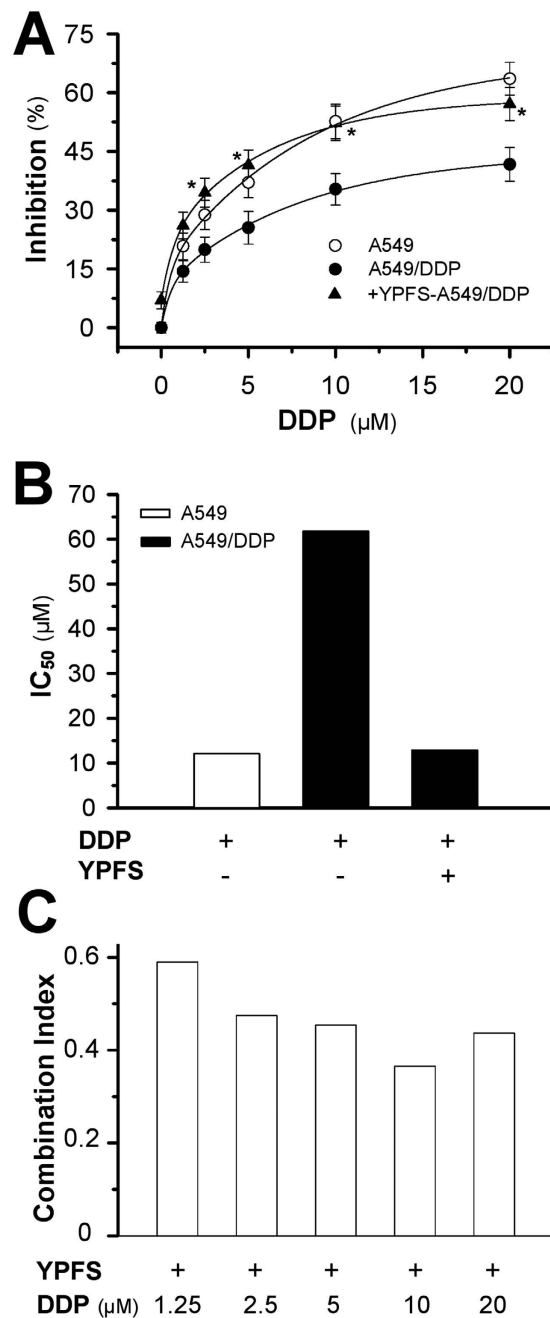 A
Inhibition (%)
75
60
45
30
15
0
* * * *
A549
A549/DDP
+YPFS-A549/DDP
0 5 10 15 20
DDP (µM)
B
IC50 (µM)
70
60
50
40
30
20
10
0
A549
A549/DDP
DDP + + +
YPFS - - +
C
Combination Index
0.6
0.4
0.2
0
YPFS + + + + +
DDP (µM) 1.25 2.5 5 10 20